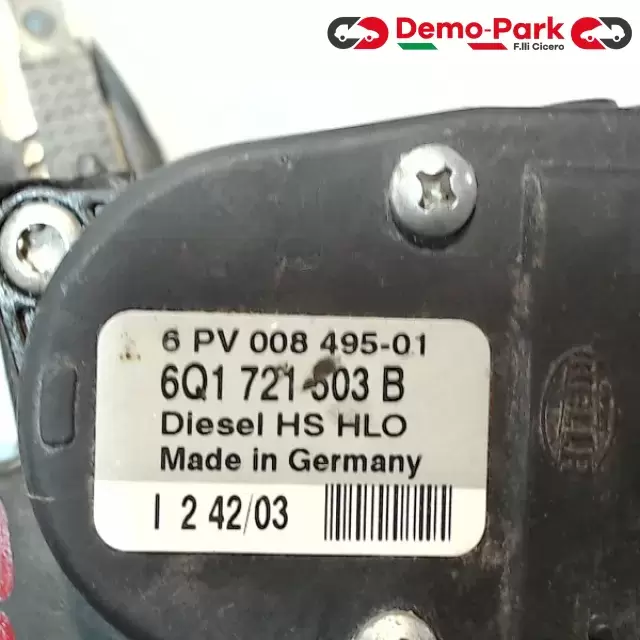 Demo-Park
F.lli Cicero
6 PV 008 495-01
6Q1 721 503 B
Diesel HS HLO
Made in Germany
I 2 42/03
HELLA